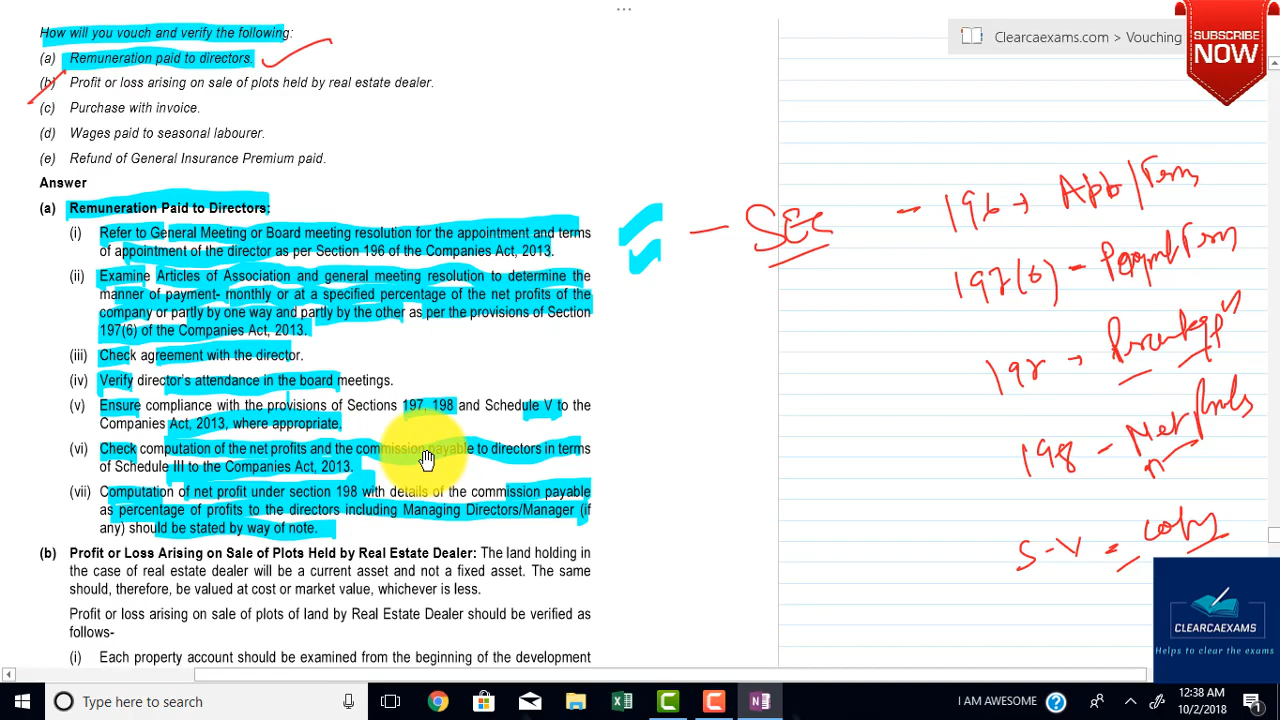 How will you vouch and verify the following:
(a) Remuneration paid to directors.
(b) Profit or loss arising on sale of plots held by real estate dealer.
(c) Purchase with invoice.
(d) Wages paid to seasonal labourer.
(e) Refund of General Insurance Premium paid.
Answer
(a) Remuneration Paid to Directors:
(i) Refer to General Meeting or Board meeting resolution for the appointment and terms
of appointment of the director as per Section 196 of the Companies Act, 2013.
(ii) Examine Articles of Association and general meeting resolution to determine the
manner of payment- monthly or at a specified percentage of the net profits of the
company or partly by one way and partly by the other as per the provisions of Section
197(6) of the Companies Act, 2013.
(iii) Check agreement with the director.
(iv) Verify director's attendance in the board meetings.
(v) Ensure compliance with the provisions of Sections 197, 198 and Schedule V to the
Companies Act, 2013, where appropriate.
(vi) Check computation of the net profits and the commission payable to directors in terms
of Schedule III to the Companies Act, 2013.
(vii) Computation of net profit under section 198 with details of the commission payable
as percentage of profits to the directors including Managing Directors/Manager (if
any) should be stated by way of note.
(b) Profit or Loss Arising on Sale of Plots Held by Real Estate Dealer: The land holding in
the case of real estate dealer will be a current asset and not a fixed asset. The same
should, therefore, be valued at cost or market value, whichever is less.
Profit or loss arising on sale of plots of land by Real Estate Dealer should be verified as
follows-
(i) Each property account should be examined from the beginning of the development
Clearcaexams.com > Vouching
SUBSCRIBE
NOW
- SEC - 196 → App/Term
197(6) -
197 →
198 - Net
S-V = copy
CLEARCAEXAMS
Helps to clear the exams
Type here to search
I AM AWESOME
12:38 AM
10/2/2018
1